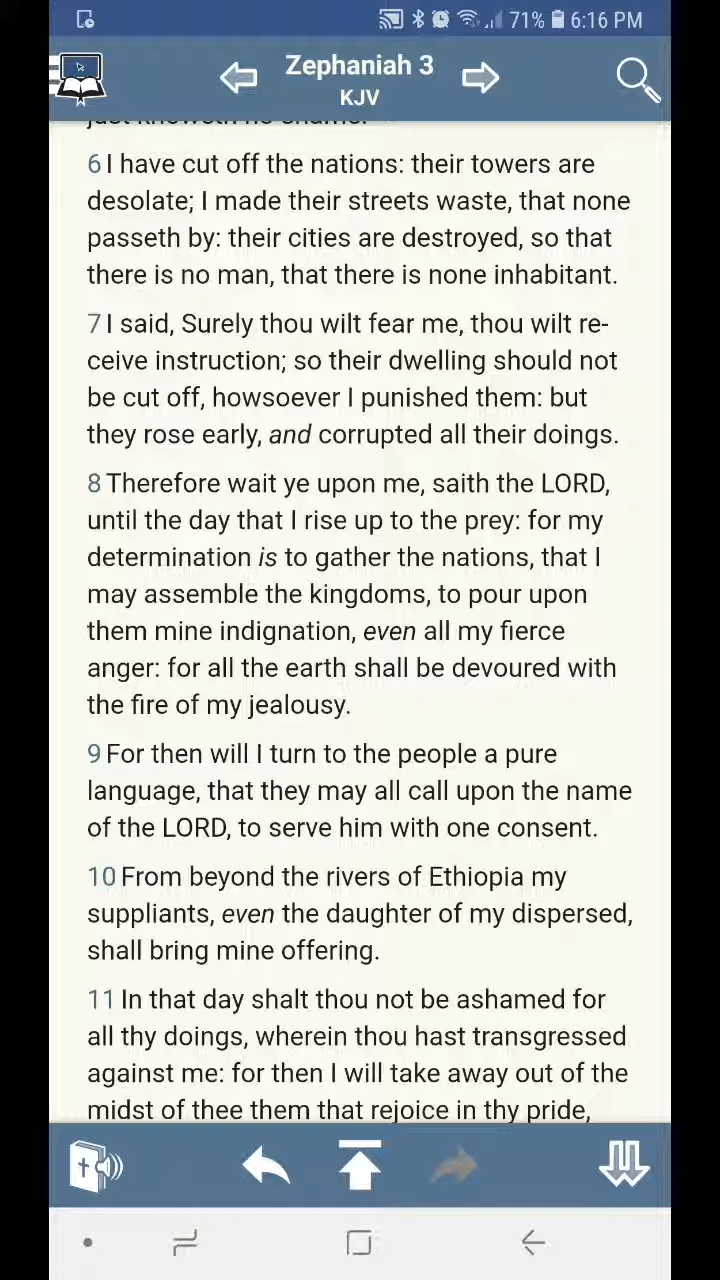 71% 6:16 PM
Zephaniah 3
KJV
just knoweth no shame.
6 I have cut off the nations: their towers are
desolate; I made their streets waste, that none
passeth by: their cities are destroyed, so that
there is no man, that there is none inhabitant.
7 I said, Surely thou wilt fear me, thou wilt re-
ceive instruction; so their dwelling should not
be cut off, howsoever I punished them: but
they rose early, and corrupted all their doings.
8 Therefore wait ye upon me, saith the LORD,
until the day that I rise up to the prey: for my
determination is to gather the nations, that I
may assemble the kingdoms, to pour upon
them mine indignation, even all my fierce
anger: for all the earth shall be devoured with
the fire of my jealousy.
9 For then will I turn to the people a pure
language, that they may all call upon the name
of the LORD, to serve him with one consent.
10 From beyond the rivers of Ethiopia my
suppliants, even the daughter of my dispersed,
shall bring mine offering.
11 In that day shalt thou not be ashamed for
all thy doings, wherein thou hast transgressed
against me: for then I will take away out of the
midst of thee them that rejoice in thy pride,